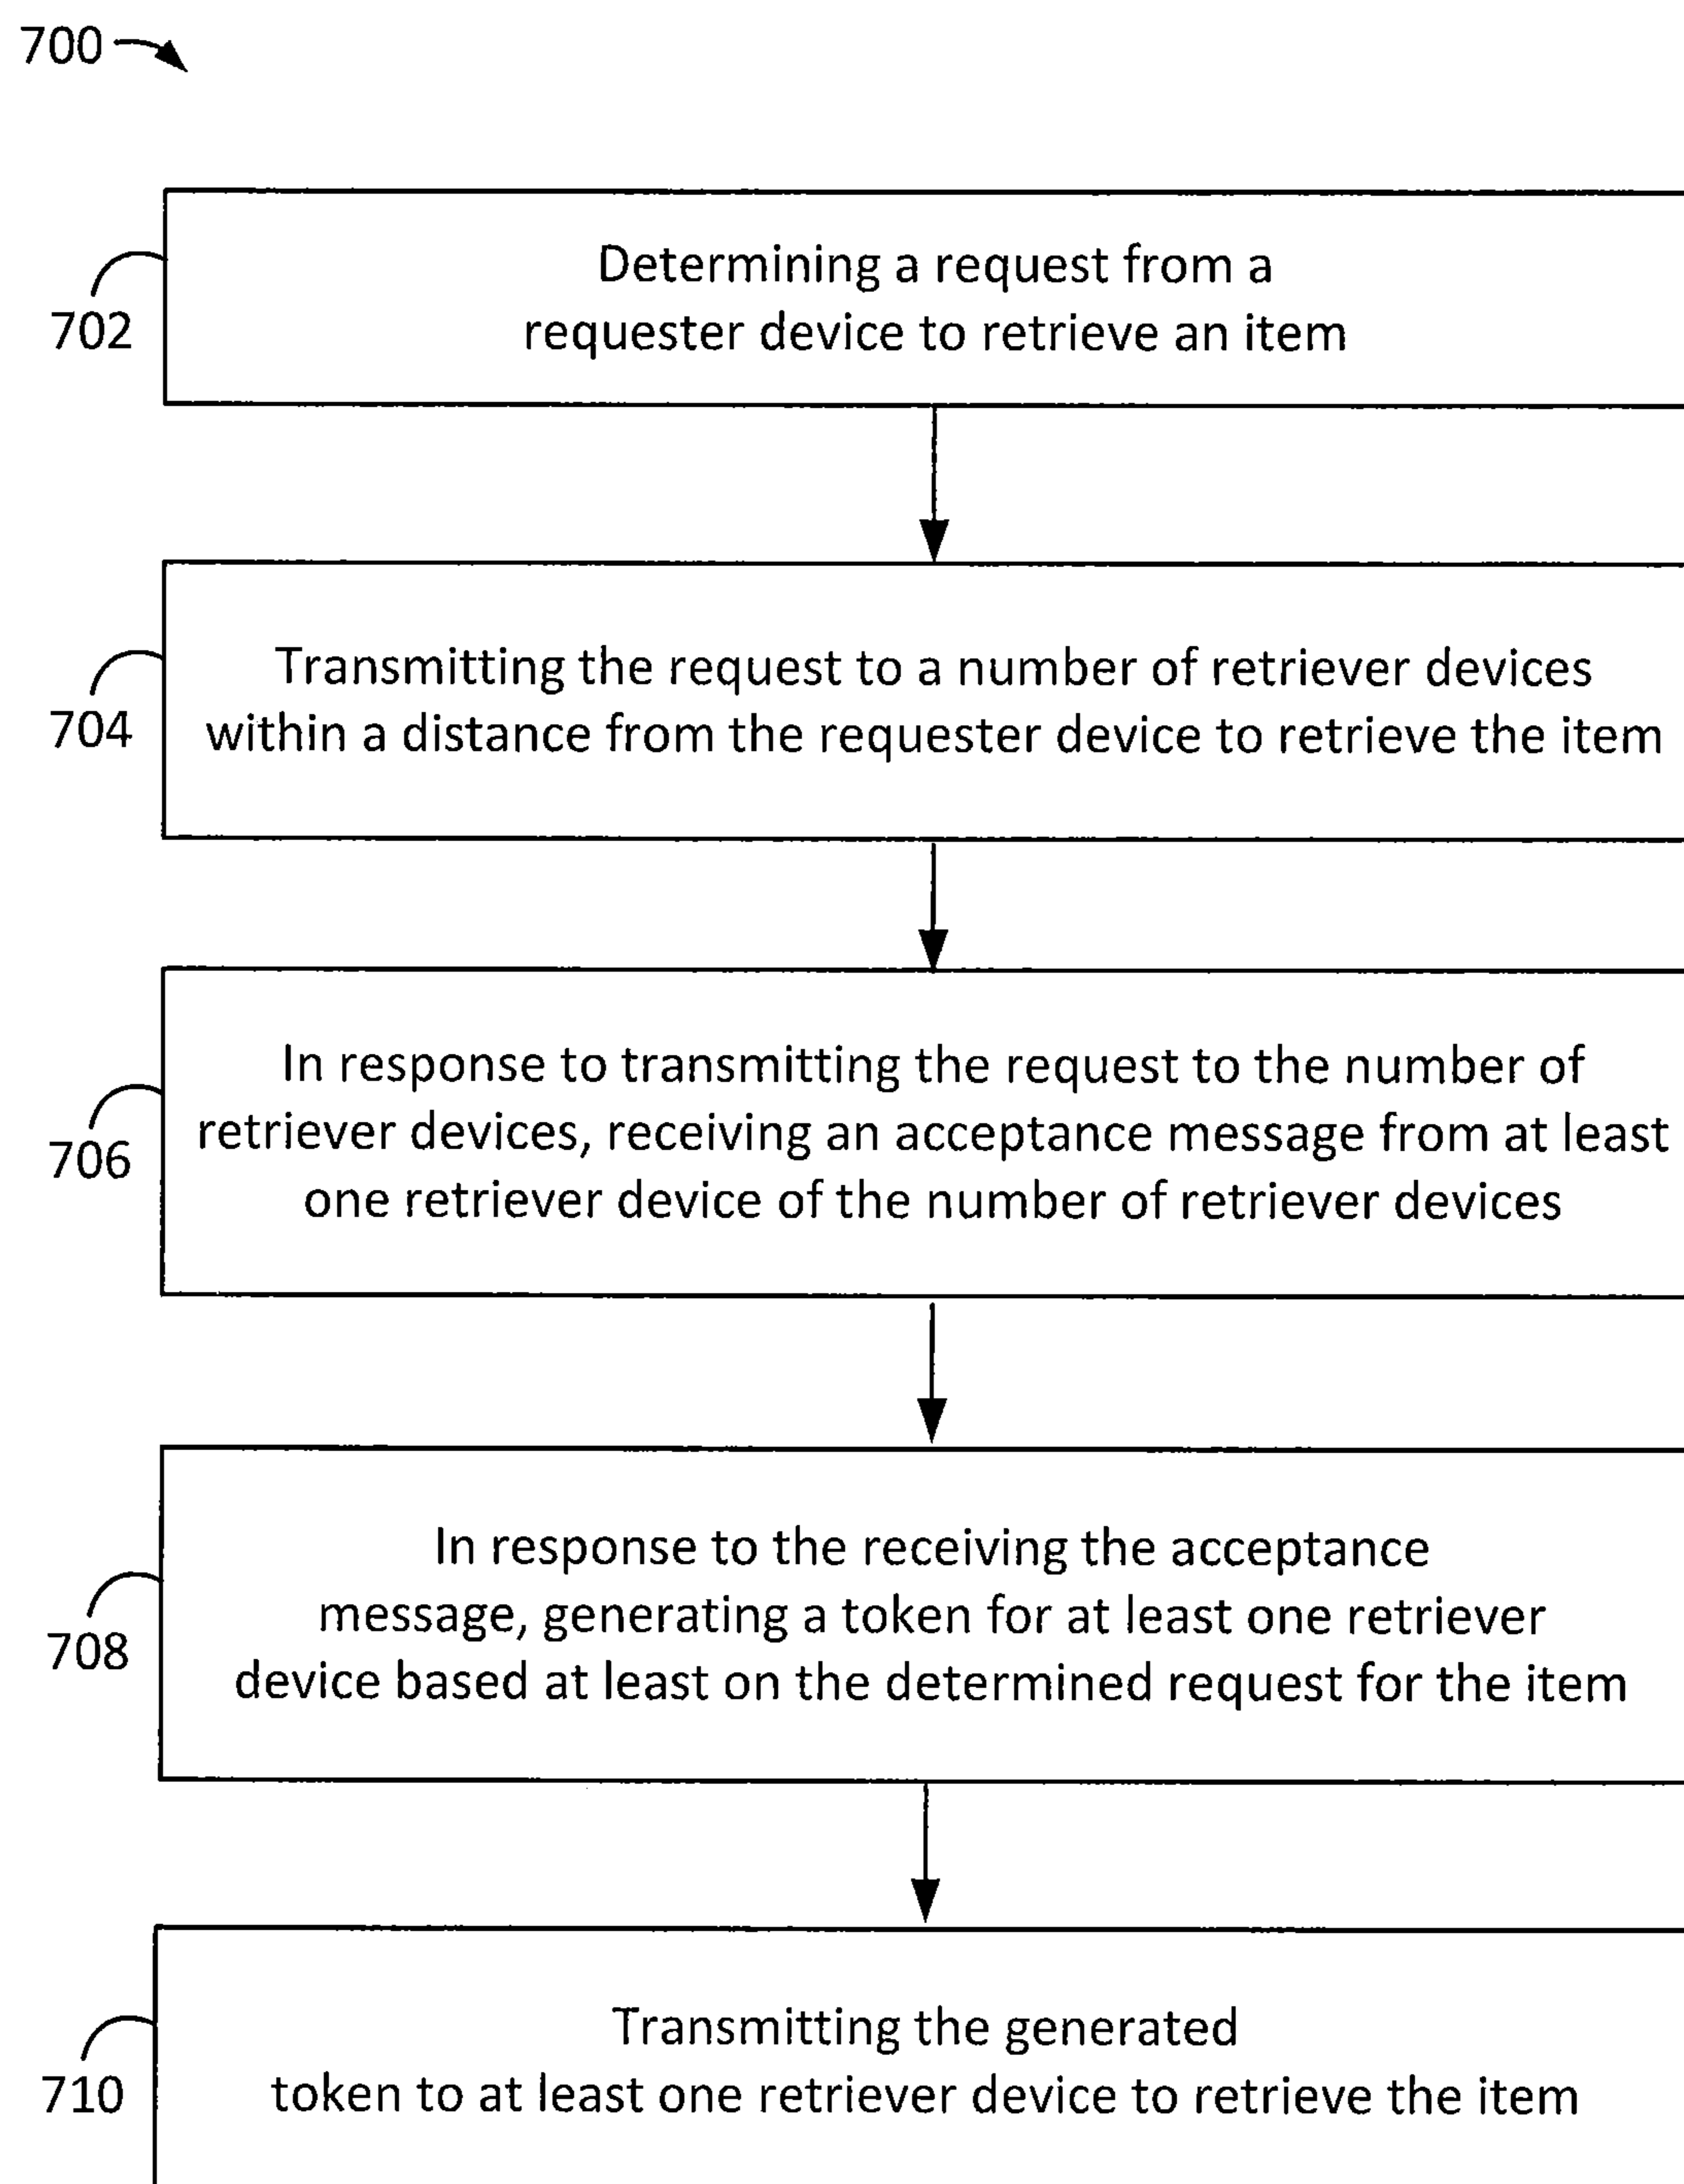 700
Determining a request from a
requester device to retrieve an item
702
Transmitting the request to a number of retriever devices
within a distance from the requester device to retrieve the item
704
In response to transmitting the request to the number of
retriever devices, receiving an acceptance message from at least
one retriever device of the number of retriever devices
706
In response to the receiving the acceptance
message, generating a token for at least one retriever
device based at least on the determined request for the item
708
Transmitting the generated
token to at least one retriever device to retrieve the item
710